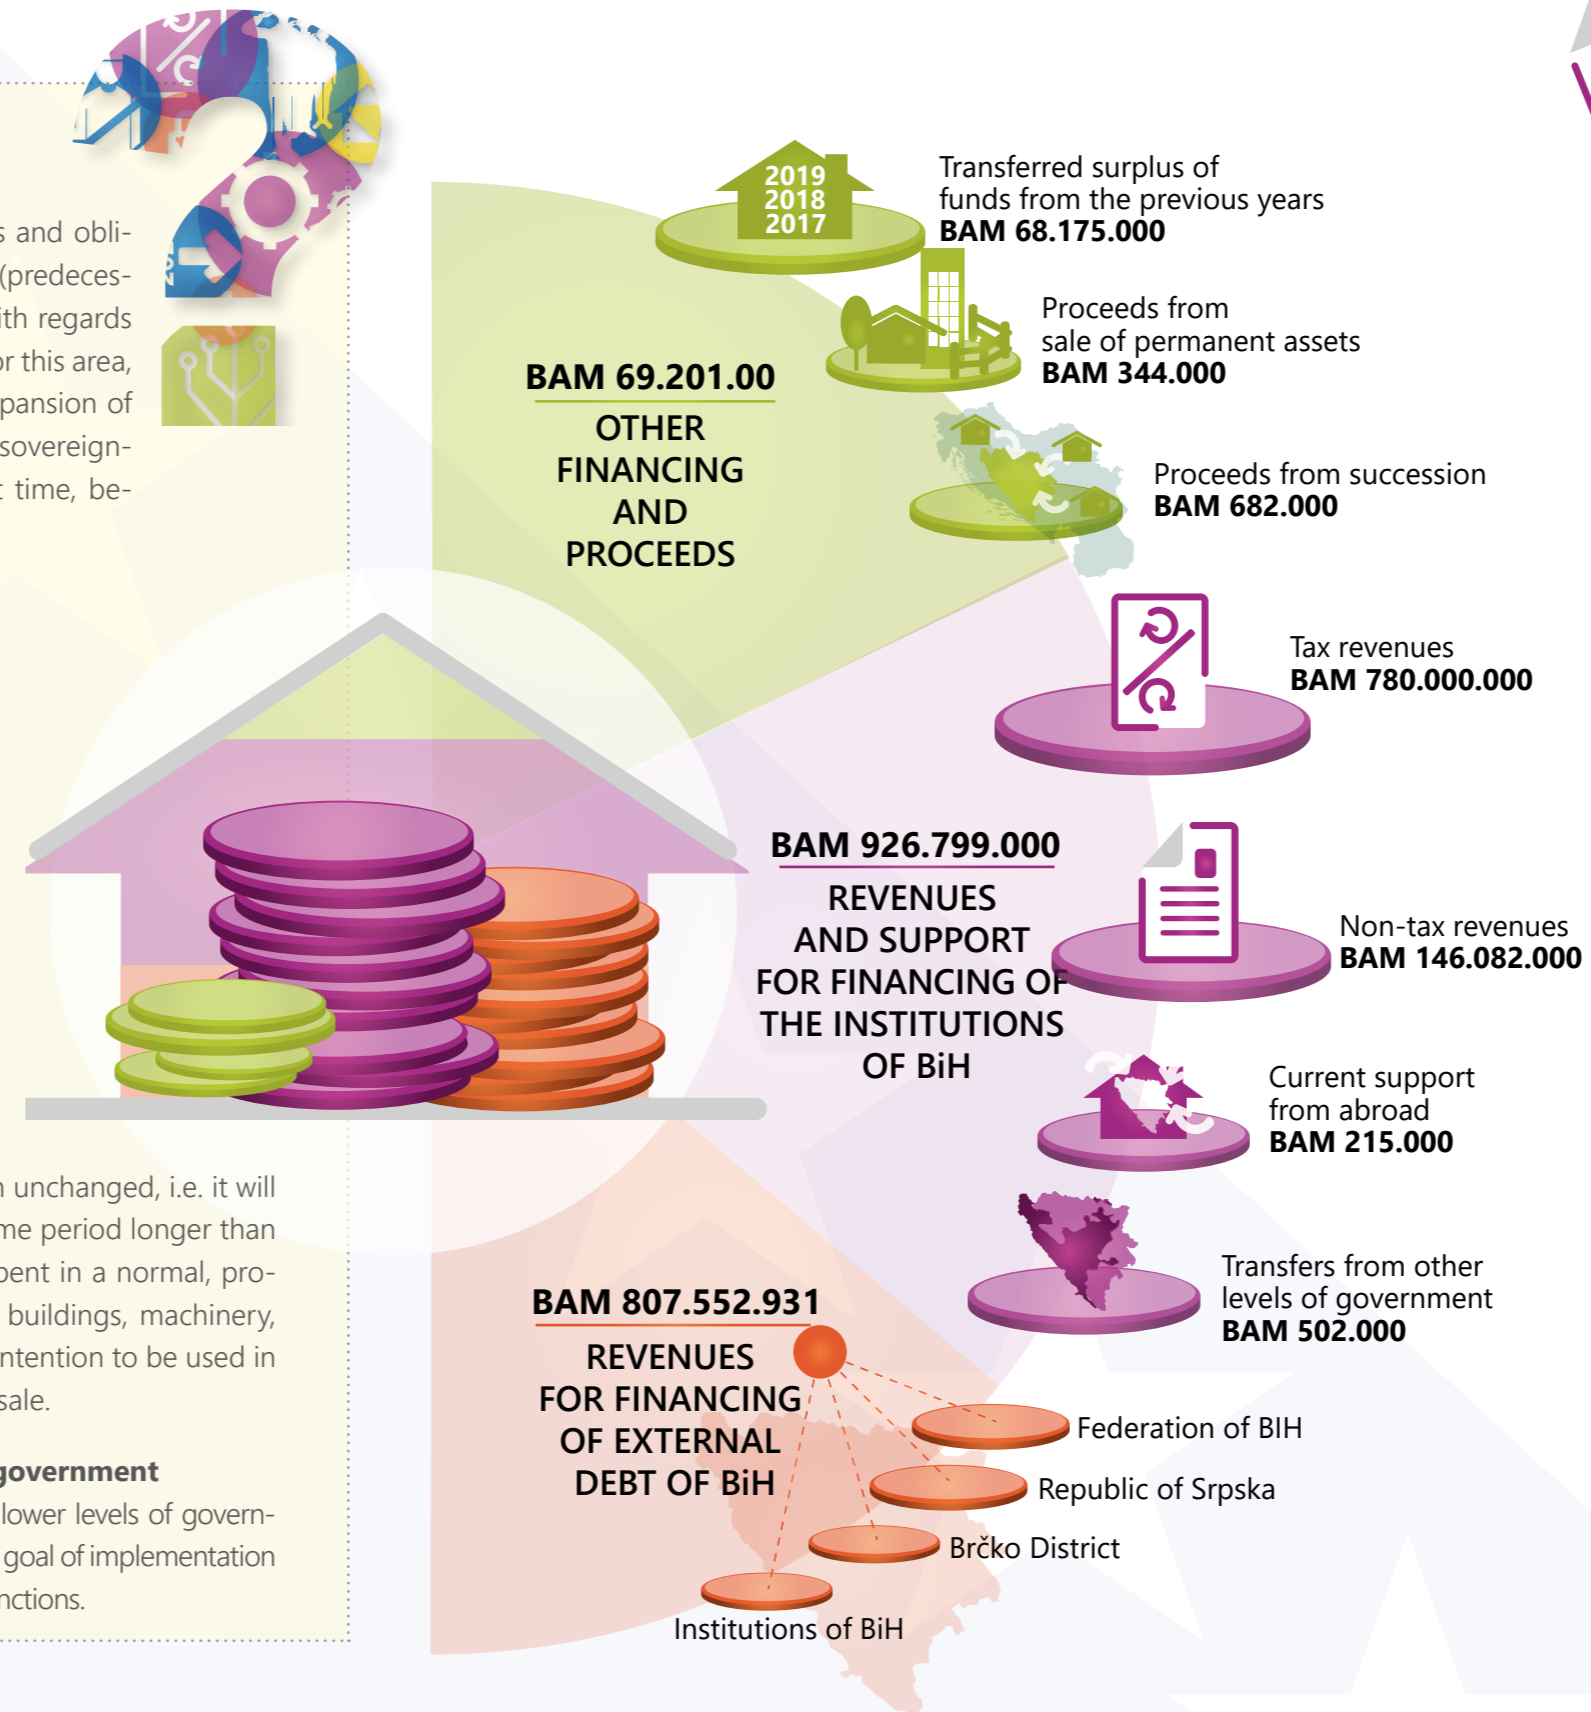 s and obli-
(predeces-
ith regards
or this area,
pansion of
sovereign-
t time, be-
n unchanged, i.e. it will
me period longer than
pent in a normal, pro-
buildings, machinery,
ntention to be used in
sale.
government
lower levels of govern-
goal of implementation
nctions.
2019
2018
2017
Transferred surplus of
funds from the previous years
BAM 68.175.000
Proceeds from
sale of permanent assets
BAM 344.000
Proceeds from succession
BAM 682.000
BAM 69.201.00
OTHER
FINANCING
AND
PROCEEDS
Tax revenues
BAM 780.000.000
Non-tax revenues
BAM 146.082.000
Current support
from abroad
BAM 215.000
Transfers from other
levels of government
BAM 502.000
BAM 926.799.000
REVENUES
AND SUPPORT
FOR FINANCING OF
THE INSTITUTIONS
OF BiH
BAM 807.552.931
REVENUES
FOR FINANCING
OF EXTERNAL
DEBT OF BiH
Federation of BIH
Republic of Srpska
Brčko District
Institutions of BiH